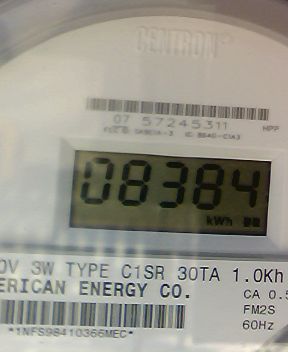 CENTRON
07 57245311 HPP
08384
kWh
0V 3W TYPE C1SR 30TA 1.0Kh
ERICAN ENERGY CO.
CA 0.5
FM2S
*1NFS98410366MEC*
60Hz